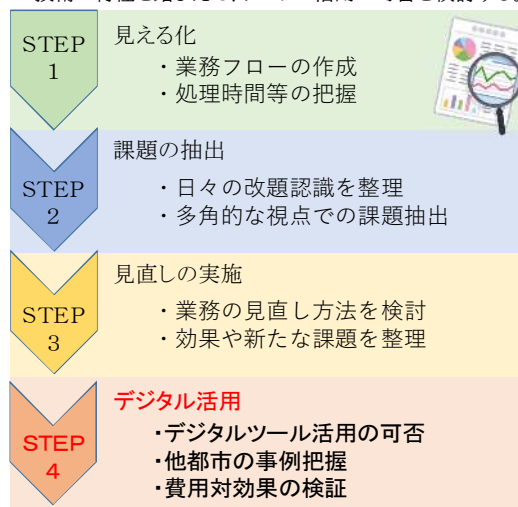 STEP
1
見える化
・業務フローの作成
・処理時間等の把握
STEP
2
課題の抽出
・日々の改題認識を整理
・多角的な視点での課題抽出
STEP
3
見直しの実施
・業務の見直し方法を検討
・効果や新たな課題を整理
STEP
4
デジタル活用
・デジタルツール活用の可否
・他都市の事例把握
・費用対効果の検証